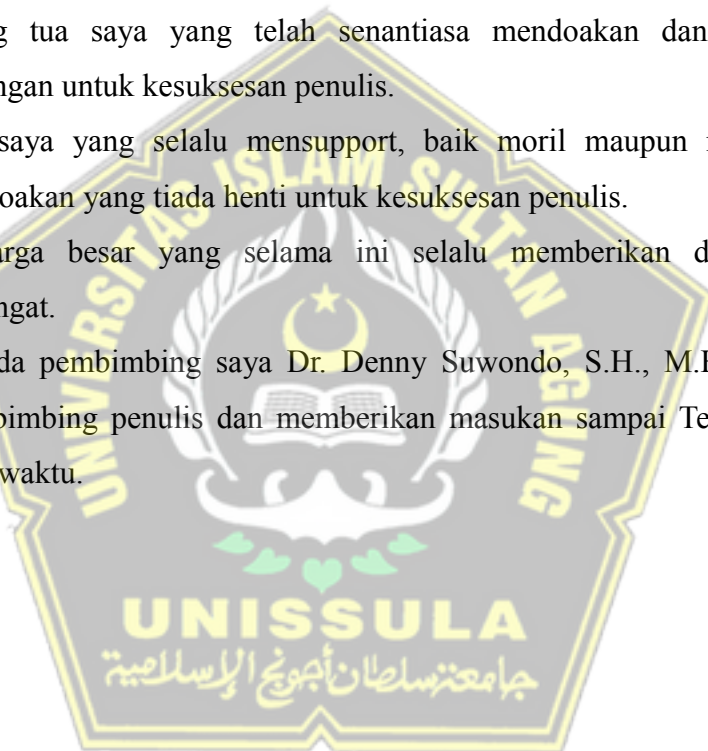 g tua saya yang telah senantiasa mendoakan dan
ngan untuk kesuksesan penulis.
saya yang selalu mensupport, baik moril maupun
oakan yang tiada henti untuk kesuksesan penulis.
arga besar yang selama ini selalu memberikan d
ngat.
da pembimbing saya Dr. Denny Suwondo, S.H., M.
bimbing penulis dan memberikan masukan sampai Te
waktu.
UNIVERSITAS ISLAM SULTAN AGUNG
UNISSULA
جامعة سلطان أجونج الإسلامية